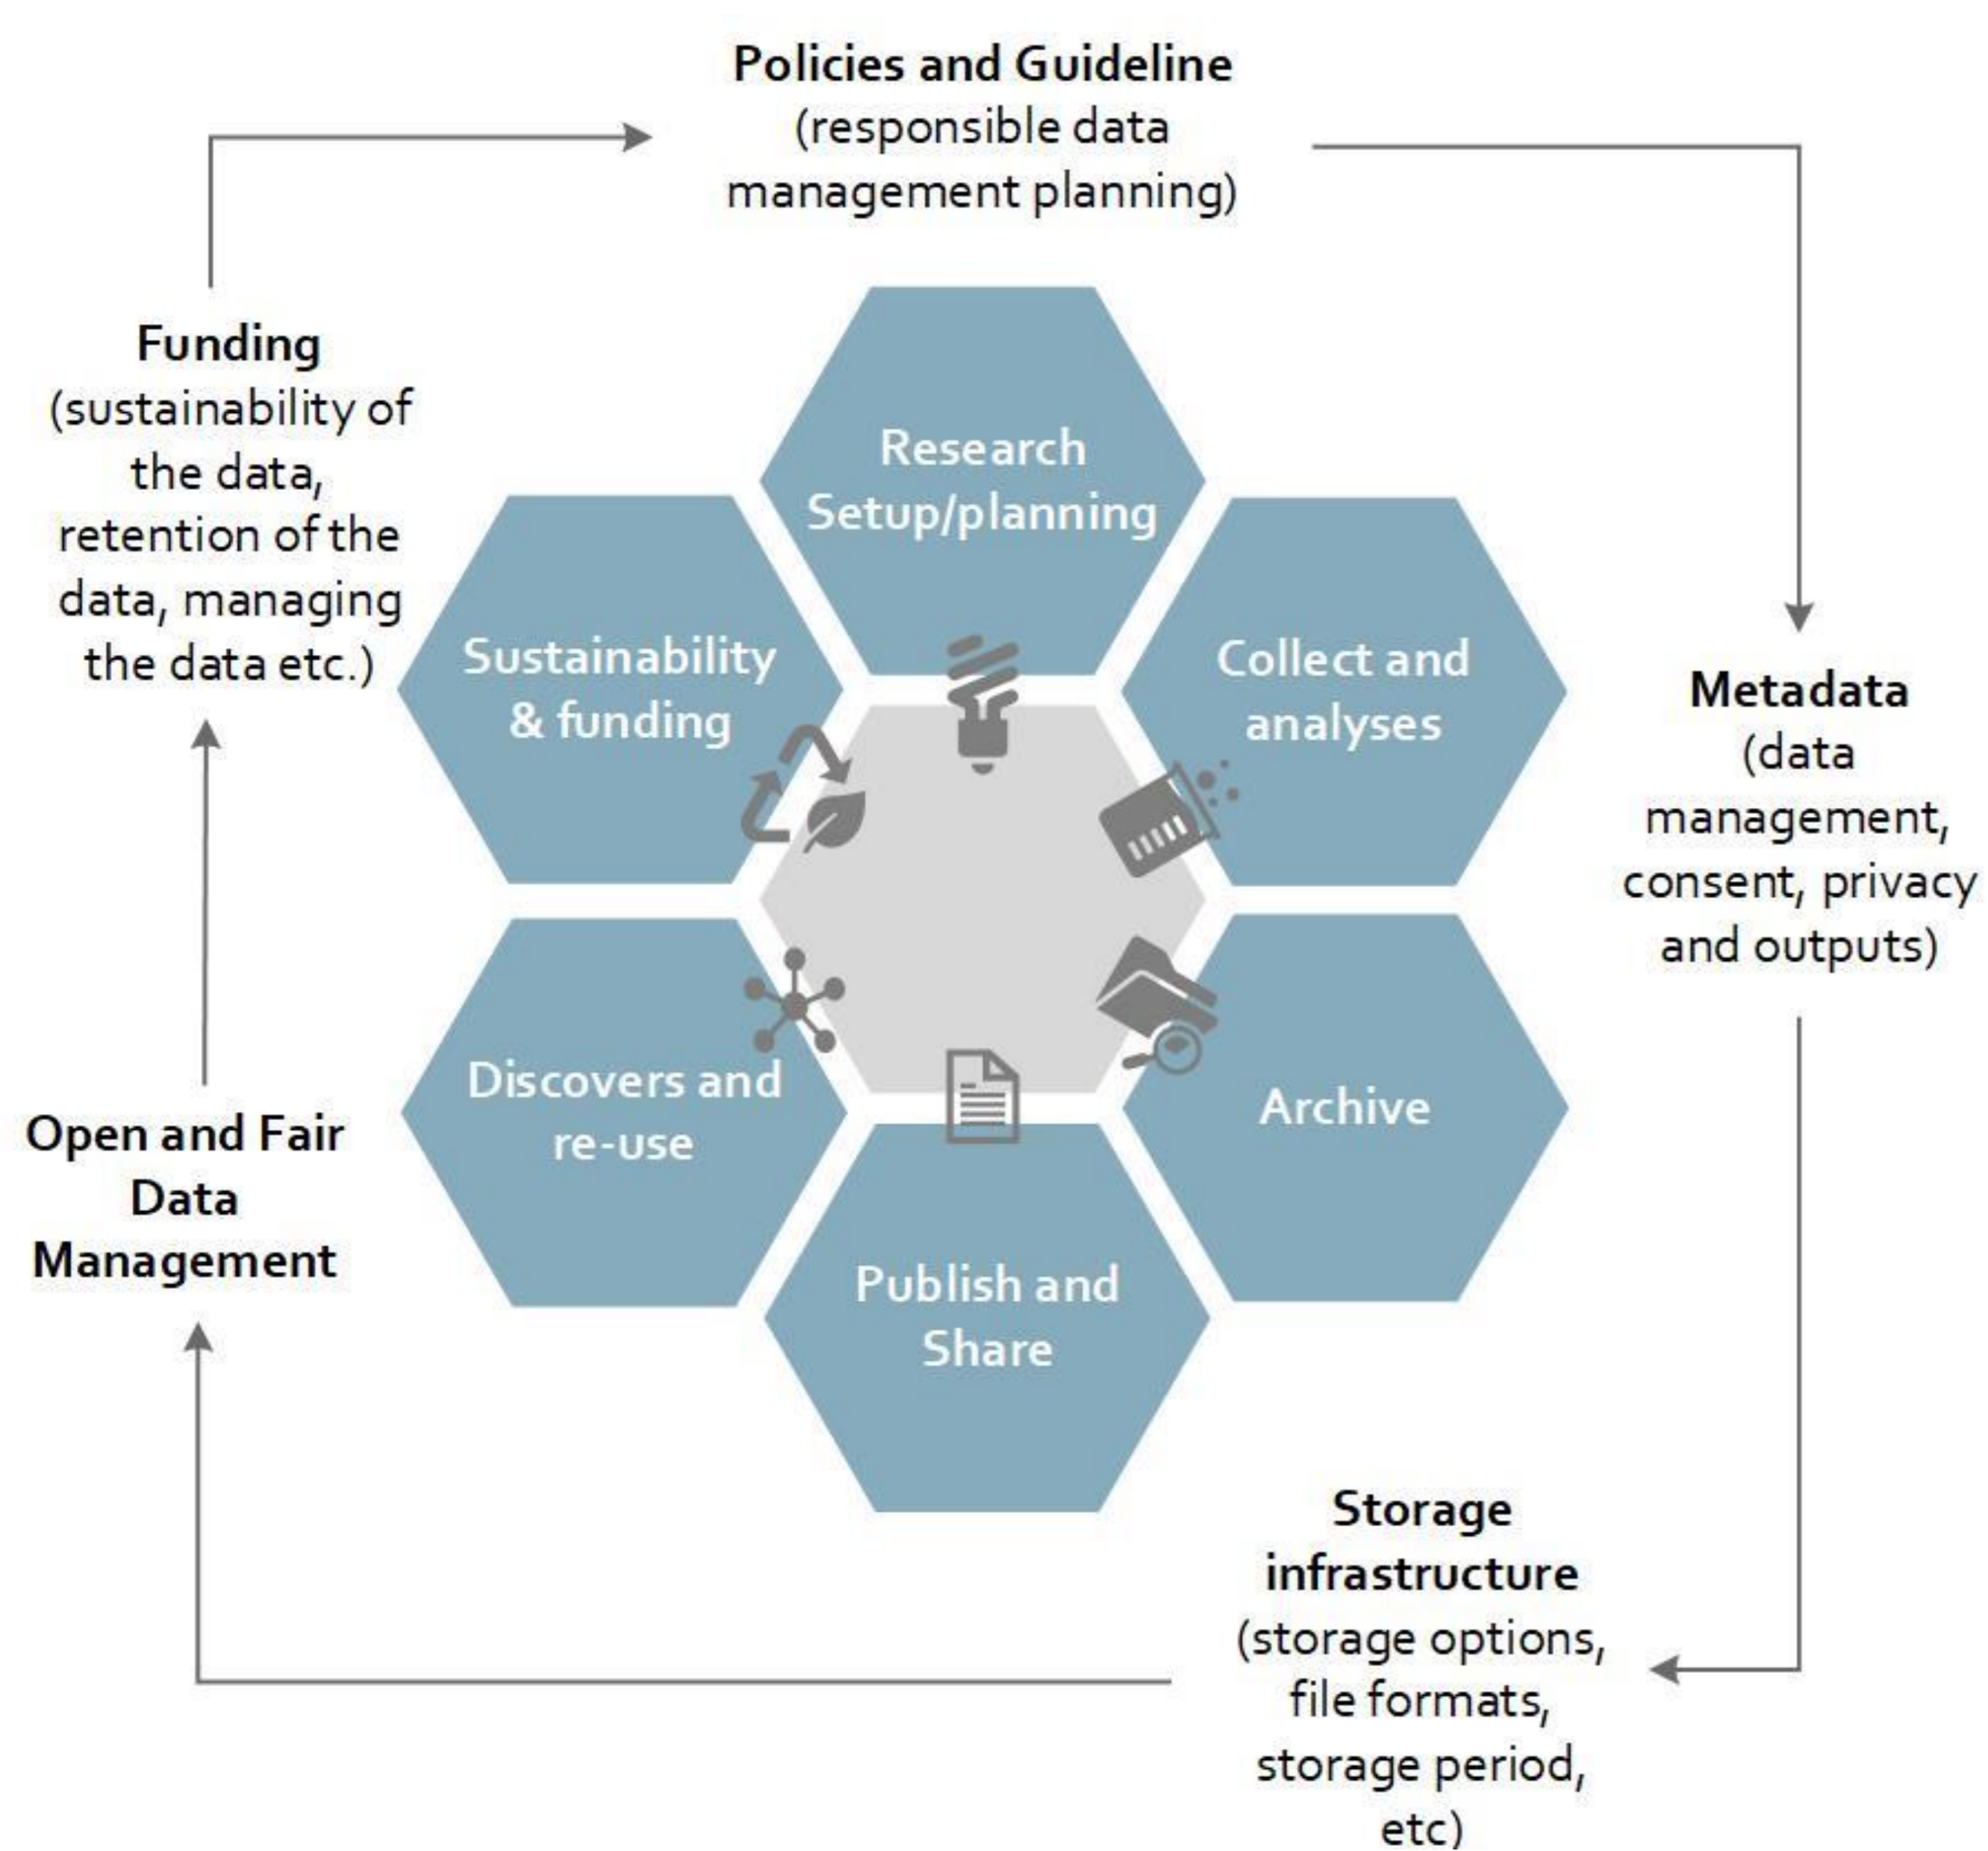 Policies and Guideline
(responsible data
management planning)
Funding
(sustainability of
the data,
retention of the
data, managing
the data etc.)
Research
Setup/planning
Sustainability
& funding
Collect and
analyses
Metadata
(data
management,
consent, privacy
and outputs)
Discovers and
re-use
Archive
Open and Fair
Data
Management
Publish and
Share
Storage
infrastructure
(storage options,
file formats,
storage period,
etc)